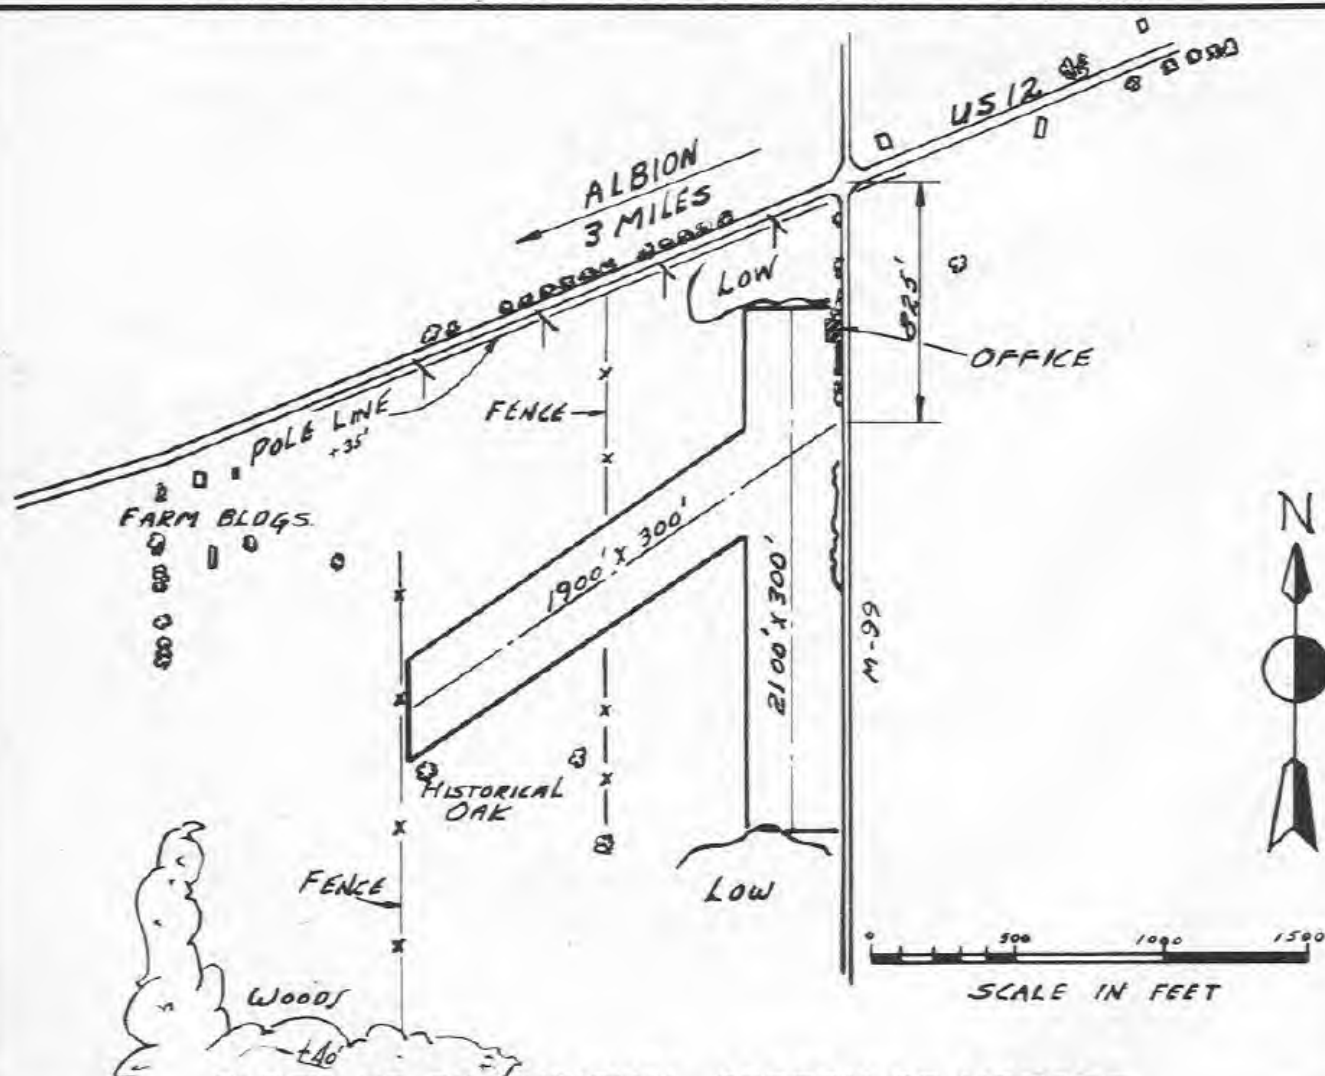 US 12
ALBION
3 MILES
LOW
825'
OFFICE
FENCE
POLE LINE
+35'
FARM BLDGS.
N
1900' X 300'
2100' X 300'
M-99
HISTORICAL
OAK
FENCE
LOW
0 500 1000 1500
SCALE IN FEET
WOODS
+40'